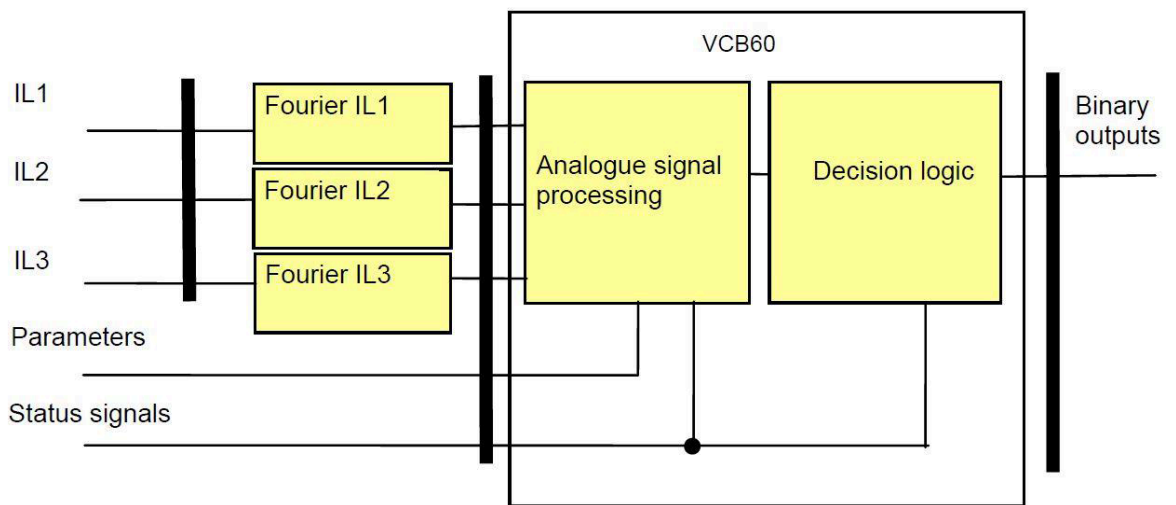 VCB60
IL1
Fourier IL1
IL2
Fourier IL2
IL3
Fourier IL3
Analogue signal
processing
Decision logic
Binary
outputs
Parameters
Status signals